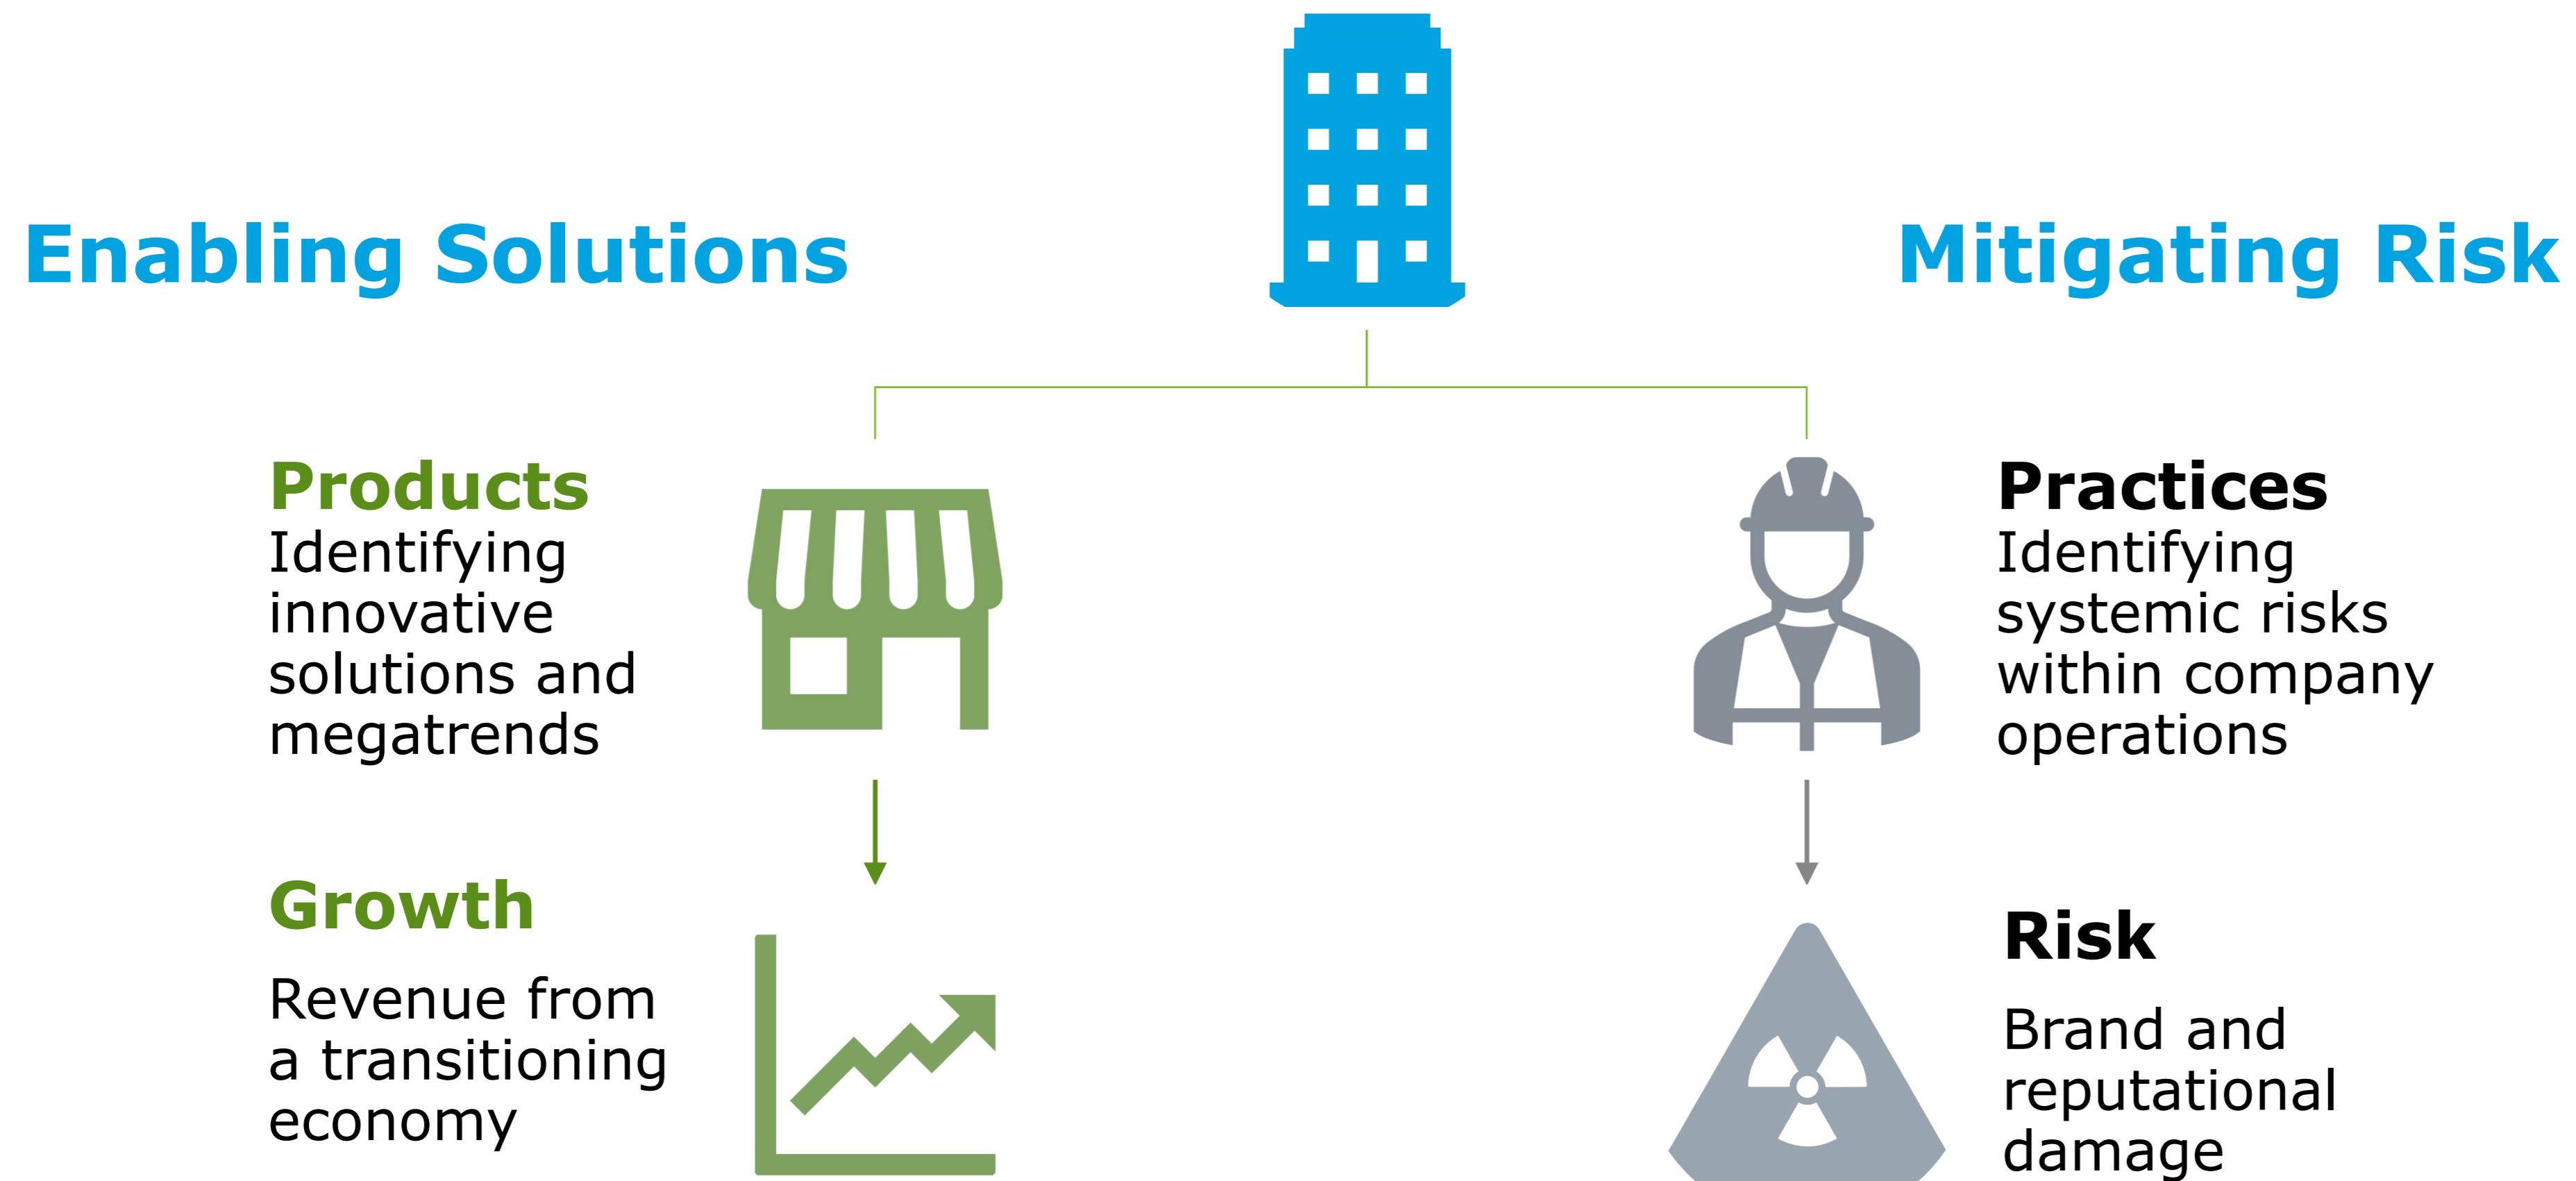 Enabling Solutions
Mitigating Risk
Products
Identifying
innovative
solutions and
megatrends
Growth
Revenue from
a transitioning
economy
Practices
Identifying
systemic risks
within company
operations
Risk
Brand and
reputational
damage